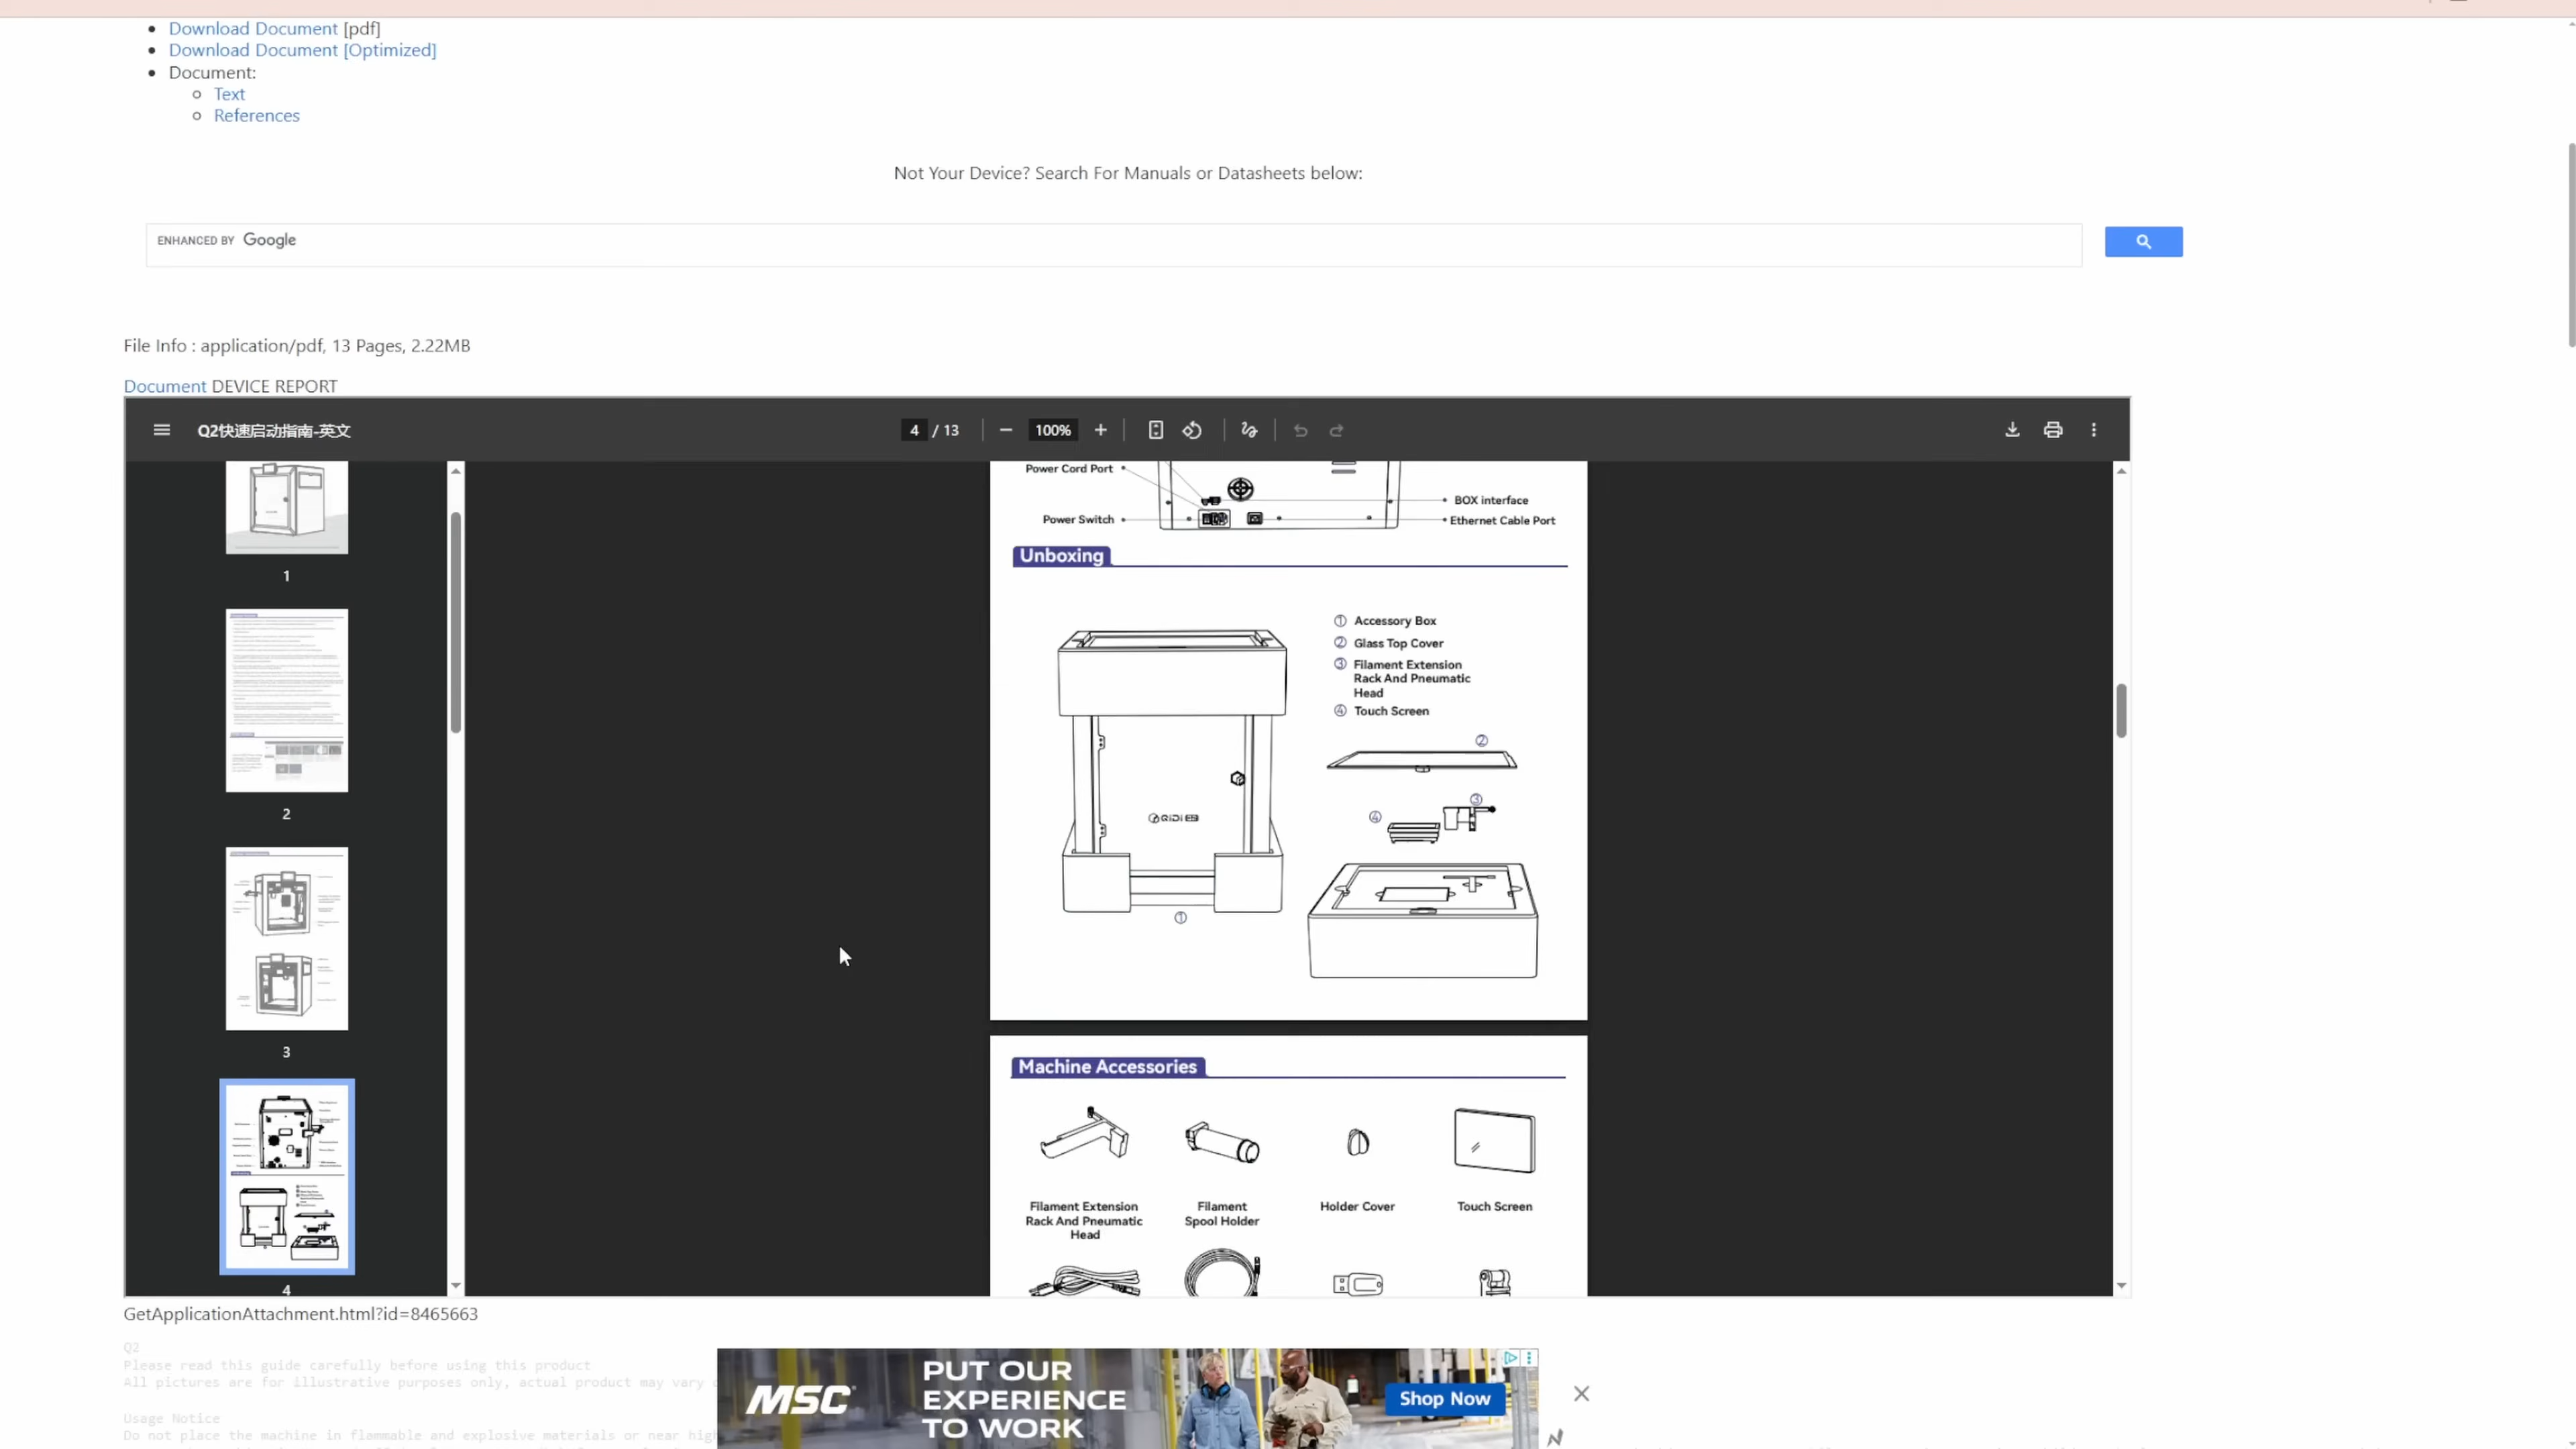 Download Document [pdf]
Download Document [Optimized]
Document:
Text
References
Not Your Device? Search For Manuals or Datasheets below:
ENHANCED BY Google
File Info : application/pdf, 13 Pages, 2.22MB
Document DEVICE REPORT
Q2快速启动指南-英文
4 / 13
100%
1
2
3
4
Power Cord Port
Power Switch
BOX interface
Ethernet Cable Port
Unboxing
① Accessory Box
② Glass Top Cover
③ Filament Extension
Rack And Pneumatic
Head
④ Touch Screen
②
③
④
QIDI
①
Machine Accessories
Filament Extension
Rack And Pneumatic
Head
Filament
Spool Holder
Holder Cover
Touch Screen
GetApplicationAttachment.html?id=8465663
Q2
Please read this guide carefully before using this product
All pictures are for illustrative purposes only, actual product may vary
Usage Notice
Do not place the machine in flammable and explosive materials or near
MSC
PUT OUR
EXPERIENCE
TO WORK
Shop Now